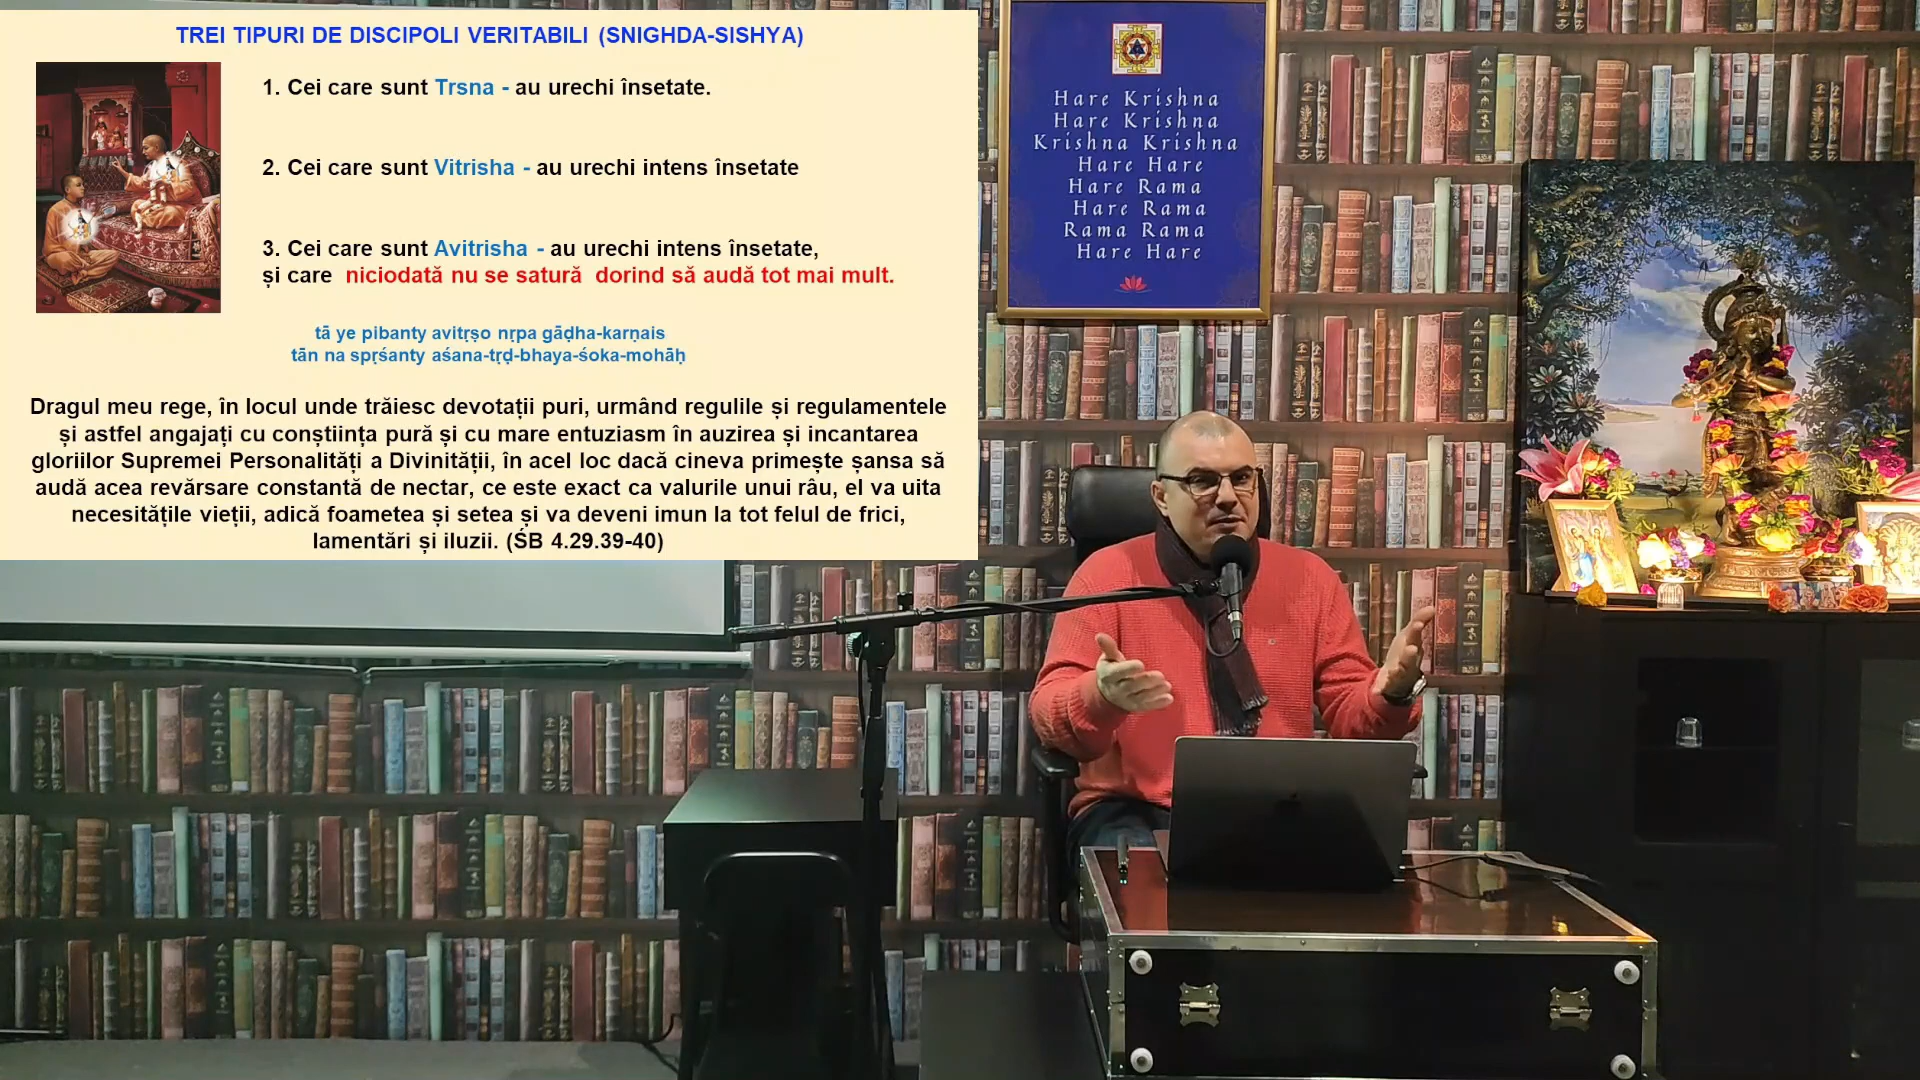 TREI TIPURI DE DISCIPOLI VERITABILI (SNIGHDA-SISHYA)
1. Cei care sunt Trsna - au urechi însetate.
2. Cei care sunt Vitrisha - au urechi intens însetate
3. Cei care sunt Avitrisha - au urechi intens însetate,
și care niciodată nu se satură dorind să audă tot mai mult.
tā ye pibanty avitṛṣo nṛpa gāḍha-karṇais
tān na spṛśanty aśana-tṛḍ-bhaya-śoka-mohāḥ
Dragul meu rege, în locul unde trăiesc devotații puri, urmând regulile și regulamentele
și astfel angajați cu conștiința pură și cu mare entuziasm în auzirea și incantarea
gloriilor Supremei Personalități a Divinității, în acel loc dacă cineva primește șansa să
audă acea revărsare constantă de nectar, ce este exact ca valurile unui râu, el va uita
necesitățile vieții, adică foametea și setea și va deveni imun la tot felul de frici,
lamentări și iluzii. (ŚB 4.29.39-40)
Hare Krishna
Hare Krishna
Krishna Krishna
Hare Hare
Hare Rama
Hare Rama
Rama Rama
Hare Hare